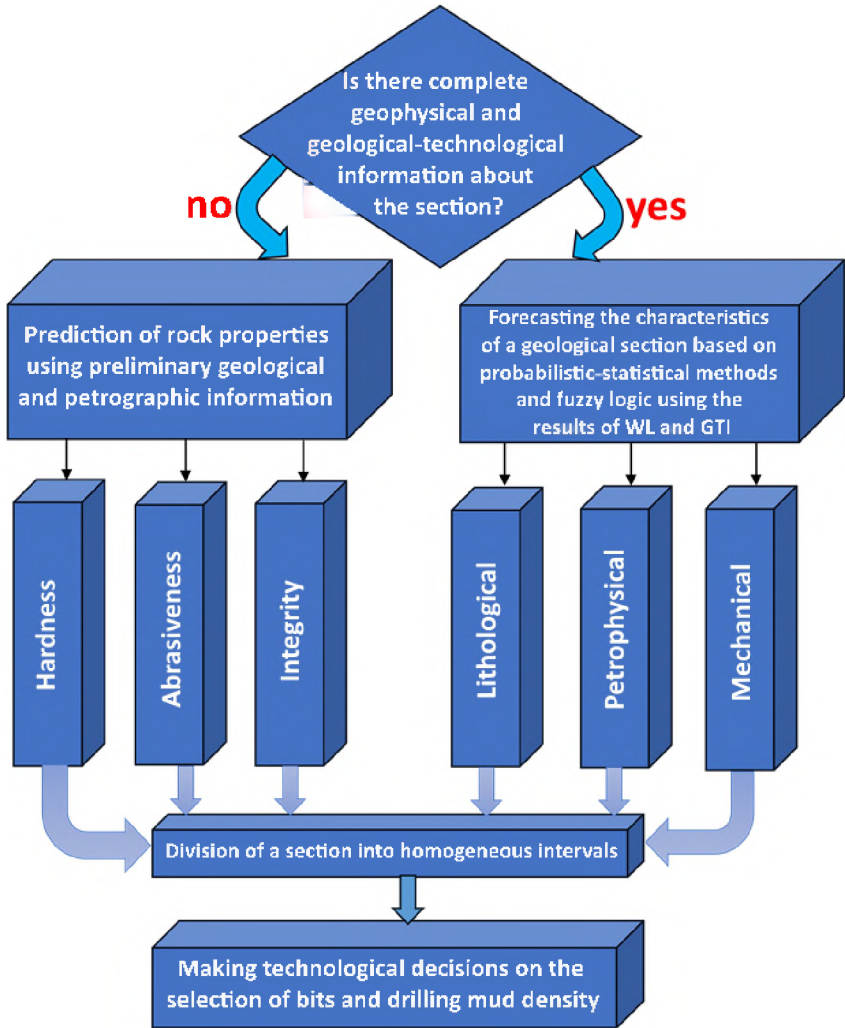 Is there complete
geophysical and
geological-technological
information about
the section?
no
yes
Prediction of rock properties
using preliminary geological
and petrographic information
Forecasting the characteristics
of a geological section based on
probabilistic-statistical methods
and fuzzy logic using the
results of WL and GTI
Hardness
Abrasiveness
Integrity
Lithological
Petrophysical
Mechanical
Division of a section into homogeneous intervals
Making technological decisions on the
selection of bits and drilling mud density